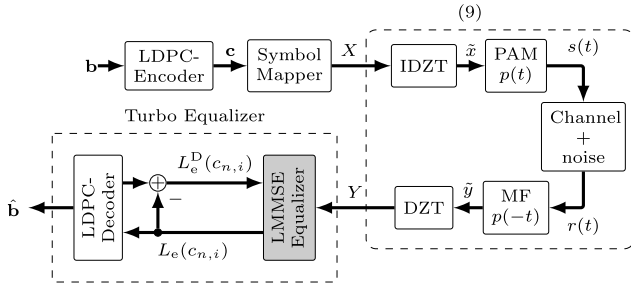 (9)
b
LDPC-
Encoder
c
Symbol
Mapper
X
IDZT
x̃
PAM
p(t)
s(t)
Channel
+
noise
Turbo Equalizer
b̂
LDPC-
Decoder
L_e^D(c_{n,i})
−
L_e(c_{n,i})
LMMSE
Equalizer
Y
DZT
ỹ
MF
p(−t)
r(t)